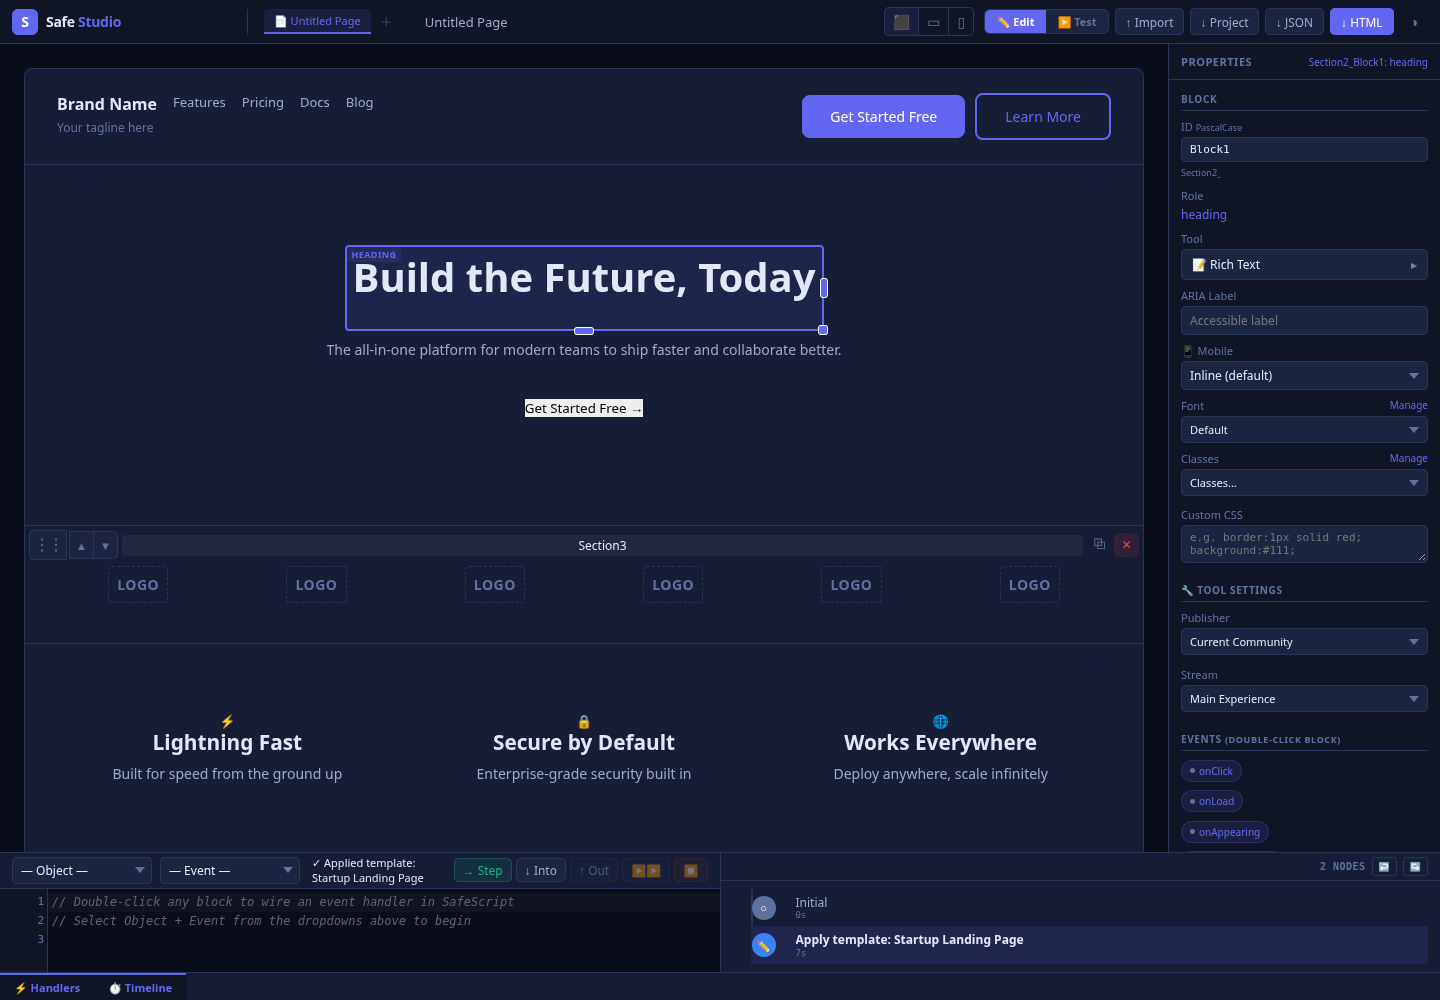 S Safe Studio
Untitled Page
+
Untitled Page
Edit
Test
↑ Import
↓ Project
↓ JSON
↓ HTML
Brand Name
Features
Pricing
Docs
Blog
Your tagline here
Get Started Free
Learn More
HEADING
Build the Future, Today
The all-in-one platform for modern teams to ship faster and collaborate better.
Get Started Free →
Section3
LOGO
LOGO
LOGO
LOGO
LOGO
LOGO
Lightning Fast
Built for speed from the ground up
Secure by Default
Enterprise-grade security built in
Works Everywhere
Deploy anywhere, scale infinitely
PROPERTIES
Section2_Block1: heading
BLOCK
ID PascalCase
Block1
Section2_
Role
heading
Tool
Rich Text
ARIA Label
Accessible label
Mobile
Inline (default)
Font
Manage
Default
Classes
Manage
Classes...
Custom CSS
e.g. border:1px solid red;
background:#111;
TOOL SETTINGS
Publisher
Current Community
Stream
Main Experience
EVENTS (DOUBLE-CLICK BLOCK)
onClick
onLoad
onAppearing
— Object —
— Event —
✓ Applied template:
Startup Landing Page
→ Step
↓ Into
↑ Out
1 // Double-click any block to wire an event handler in SafeScript
2 // Select Object + Event from the dropdowns above to begin
3
2 NODES
Initial
0s
Apply template: Startup Landing Page
7s
Handlers
Timeline